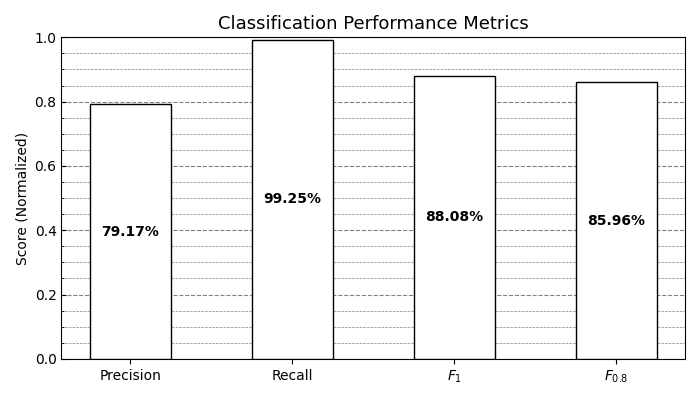 Classification Performance Metrics
Score (Normalized)
1.0
0.8
0.6
0.4
0.2
0.0
79.17%
99.25%
88.08%
85.96%
Precision
Recall
F₁
F₀.₈